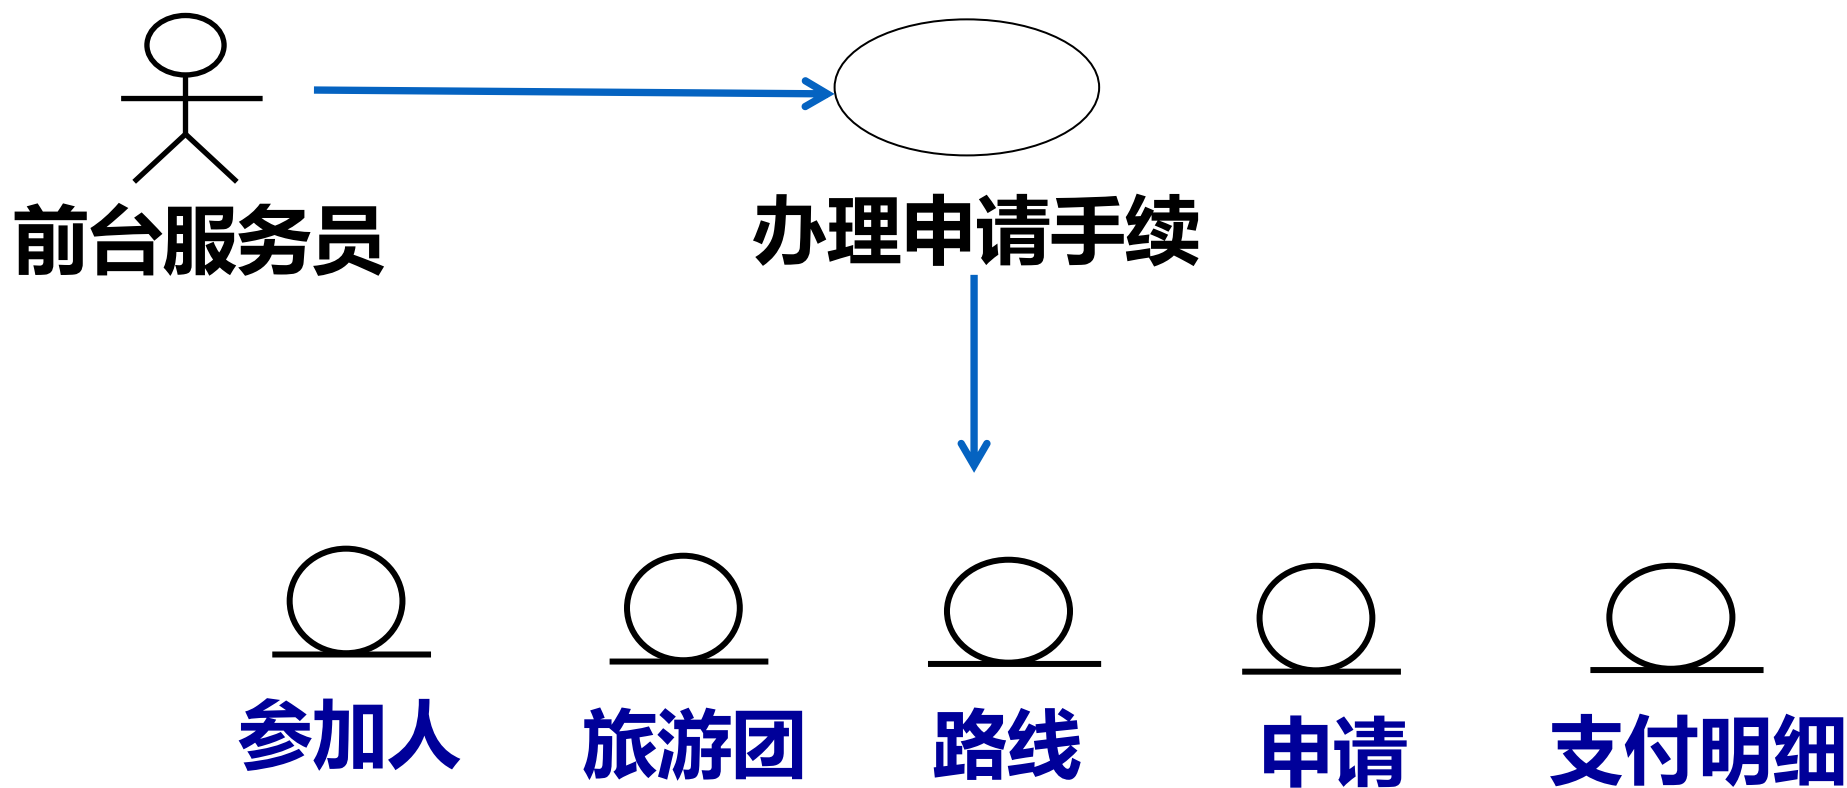 前台服务员
办理申请手续
参加人
旅游团
路线
申请
支付明细